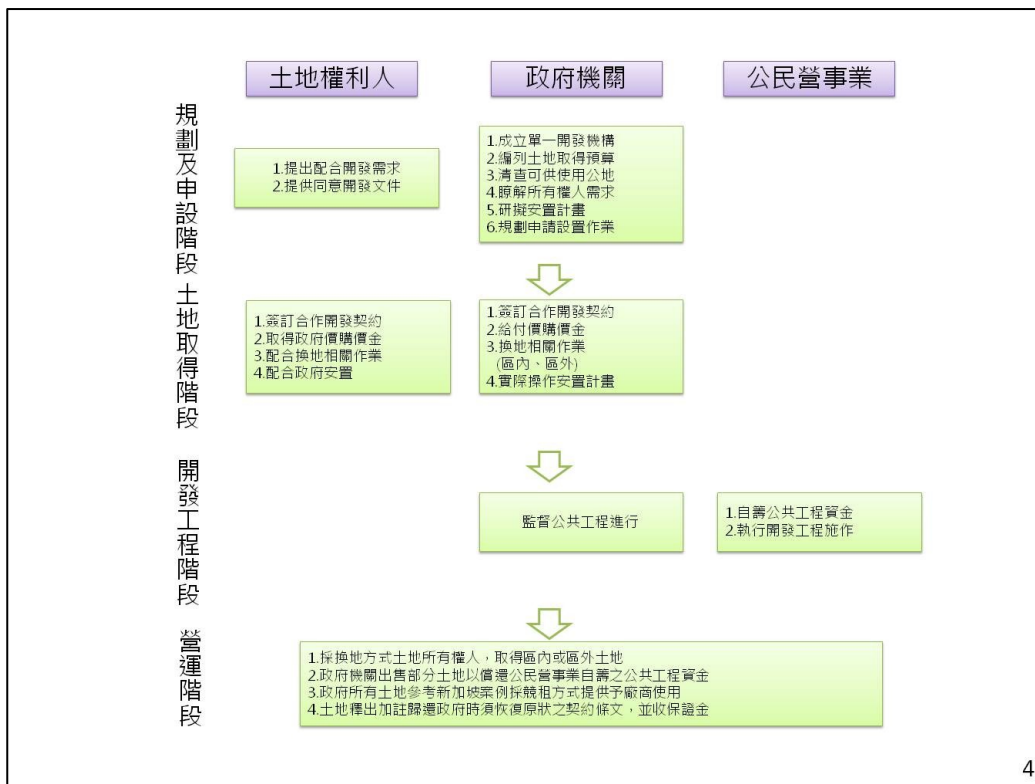 土地權利人
政府機關
公民營事業
規劃及申設階段
1.提出配合開發需求
2.提供同意開發文件
1.成立單一開發機構
2.編列土地取得預算
3.清查可供使用公地
4.瞭解所有權人需求
5.研擬安置計畫
6.規劃申請設置作業
土地取得階段
1.簽訂合作開發契約
2.取得政府價購價金
3.配合換地相關作業
4.配合政府安置
1.簽訂合作開發契約
2.給付價購價金
3.換地相關作業
(區內、區外)
4.實際操作安置計畫
開發工程階段
監督公共工程進行
1.自籌公共工程資金
2.執行開發工程施作
營運階段
1.採換地方式土地所有權人，取得區內或區外土地
2.政府機關出售部分土地以償還公民營事業自籌之公共工程資金
3.政府所有土地參考新加坡案例採競租方式提供予廠商使用
4.土地釋出加註歸還政府時須恢復原狀之契約條文，並收保證金
4